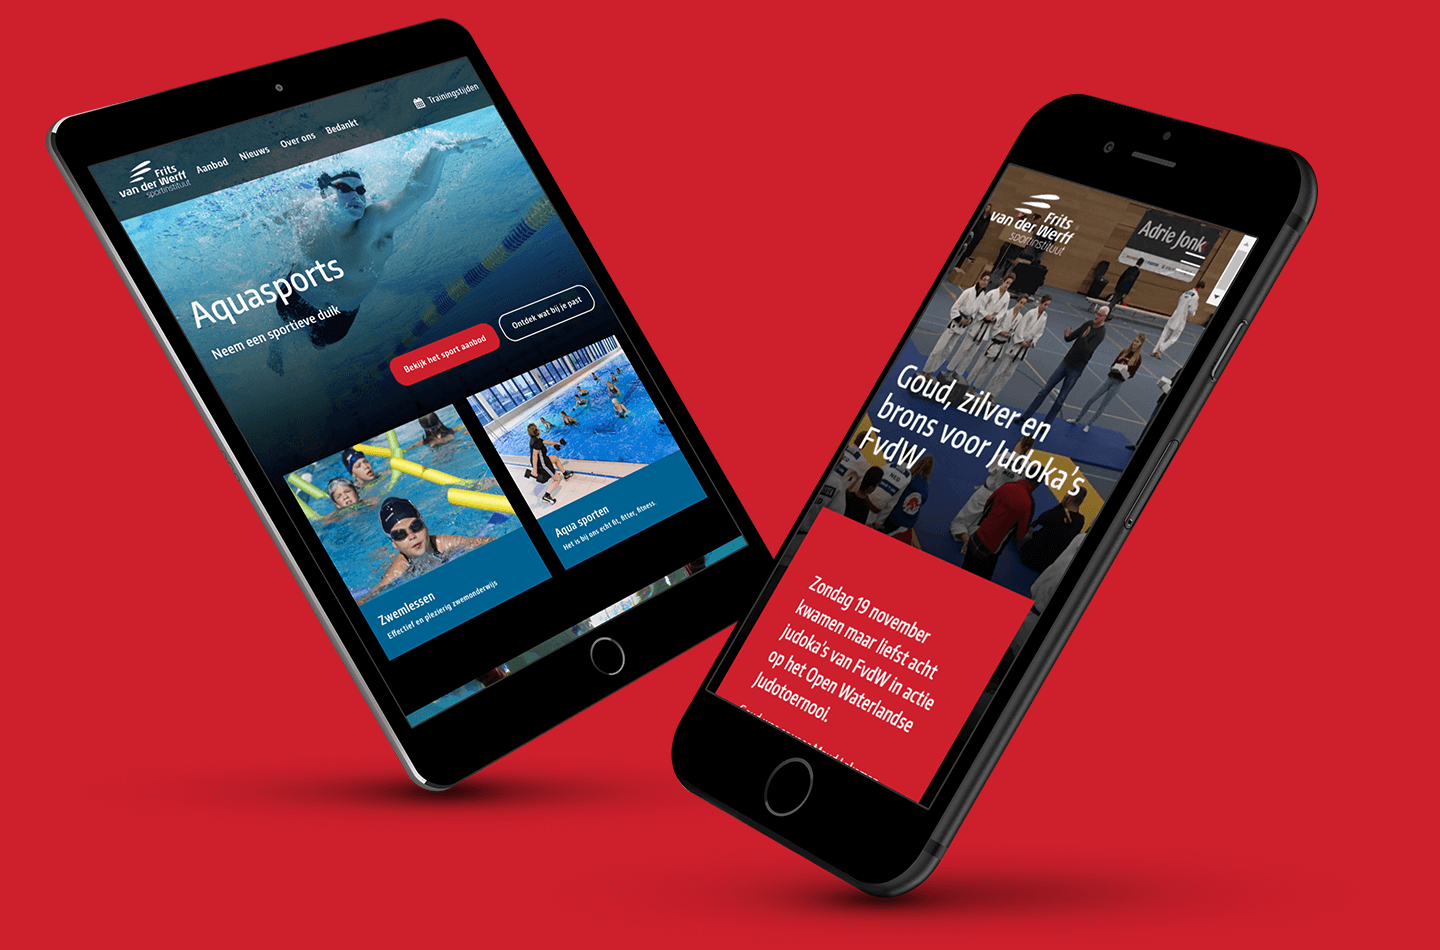 Frits
van der Werff
sportinstituut
Aanbod
Nieuws
Over ons
Bedankt
Trainingstijden
Aquasports
Neem een sportieve duik
Bekijk het sport aanbod
Ontdek wat bij je past
Zwemlessen
Effectief en plezierig zwemonderwijs
Aqua sporten
Het is bij ons echt fit, fitter, fitness.
Frits
van der Werff
sportinstituut
Adrie Jonk
Goud, zilver en
brons voor Judoka's
FvdW
NED
Zondag 19 november
kwamen maar liefst acht
judoka's van FvdW in actie
op het Open Waterlandse
Judotoernooi.